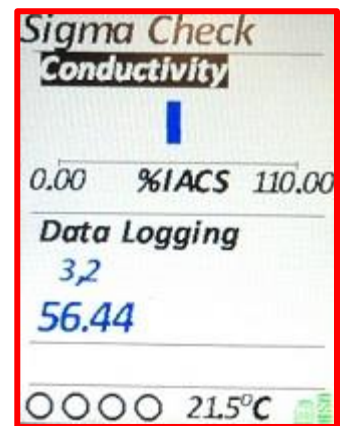 Sigma Check
Conductivity
0.00 %IACS 110.00
Data Logging
3,2
56.44
21.5°C